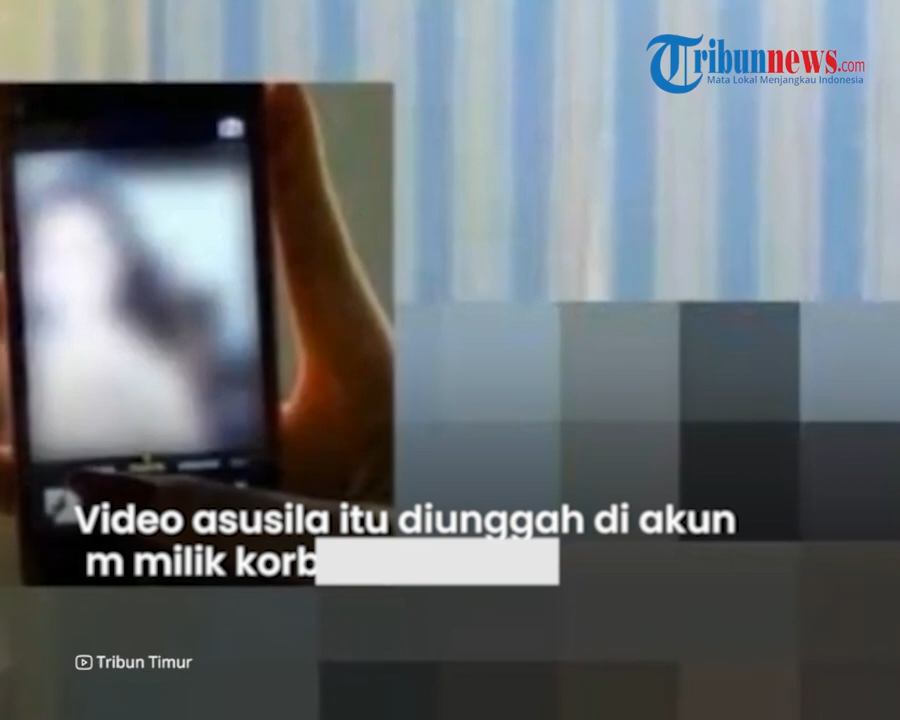 Tribunnews.com
Mata Lokal Menjangkau Indonesia
Video asusila itu diunggah di akun
m milik korb
Tribun Timur